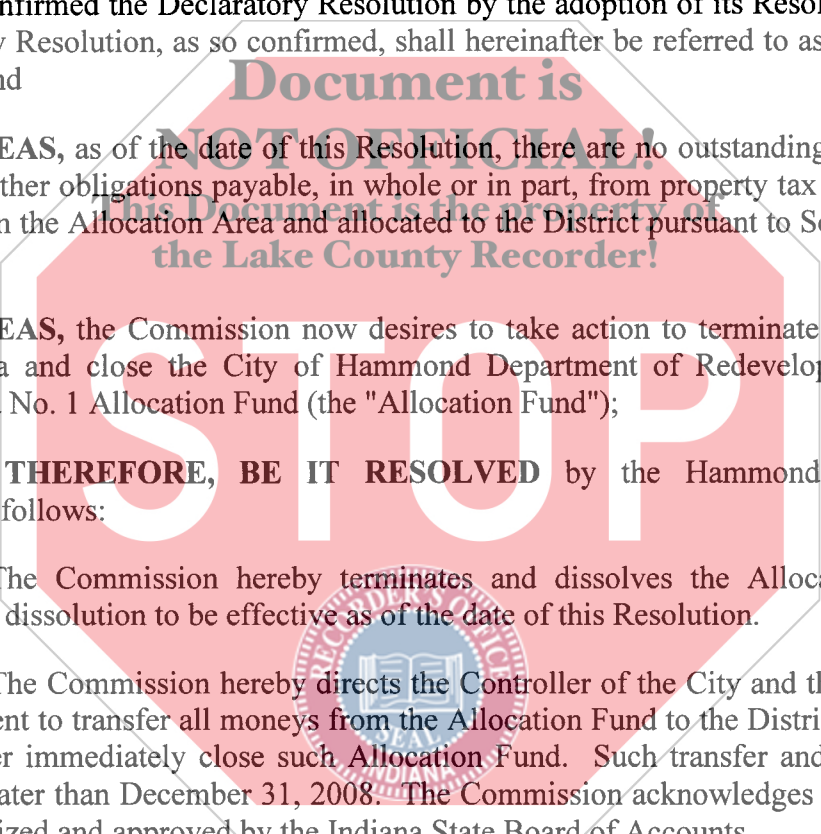 nfirmed the Declaratory Resolution by the adoption of its Resol
y Resolution, as so confirmed, shall hereinafter be referred to as
nd
Document is
EAS, as of the date of this Resolution, there are no outstanding
NOT OFFICIAL!
ther obligations payable, in whole or in part, from property tax
This Document is the property of
n the Allocation Area and allocated to the District pursuant to Se
the Lake County Recorder!
EAS, the Commission now desires to take action to terminate
a and close the City of Hammond Department of Redevelop
No. 1 Allocation Fund (the "Allocation Fund");
STOP
THEREFORE, BE IT RESOLVED by the Hammond
follows:
The Commission hereby terminates and dissolves the Alloca
dissolution to be effective as of the date of this Resolution.
RECORDER'S OFFICE
The Commission hereby directs the Controller of the City and th
ent to transfer all moneys from the Allocation Fund to the Distri
SEAL
er immediately close such Allocation Fund. Such transfer and
INDIANA
ater than December 31, 2008. The Commission acknowledges
ized and approved by the Indiana State Board of Accounts